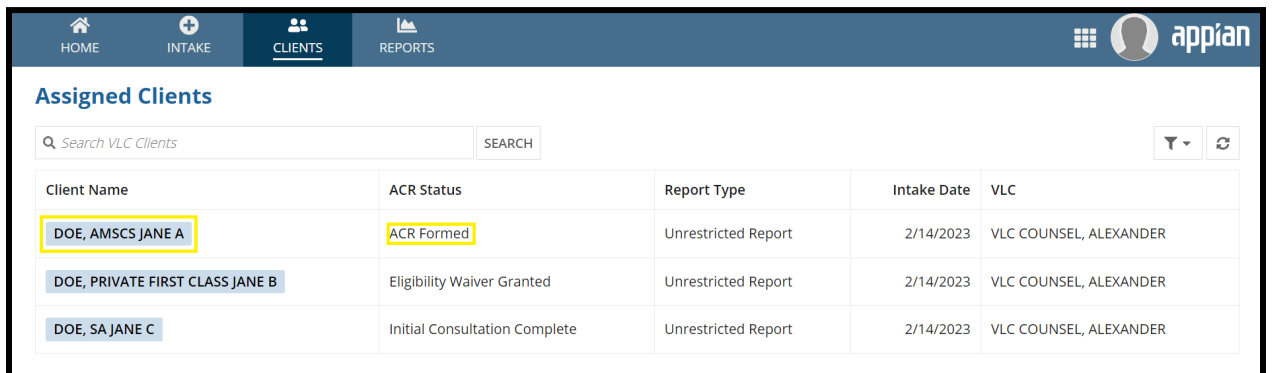 HOME INTAKE CLIENTS REPORTS appian
Assigned Clients
Search VLC Clients SEARCH
Client Name ACR Status Report Type Intake Date VLC
DOE, AMSCS JANE A ACR Formed Unrestricted Report 2/14/2023 VLC COUNSEL, ALEXANDER
DOE, PRIVATE FIRST CLASS JANE B Eligibility Waiver Granted Unrestricted Report 2/14/2023 VLC COUNSEL, ALEXANDER
DOE, SA JANE C Initial Consultation Complete Unrestricted Report 2/14/2023 VLC COUNSEL, ALEXANDER